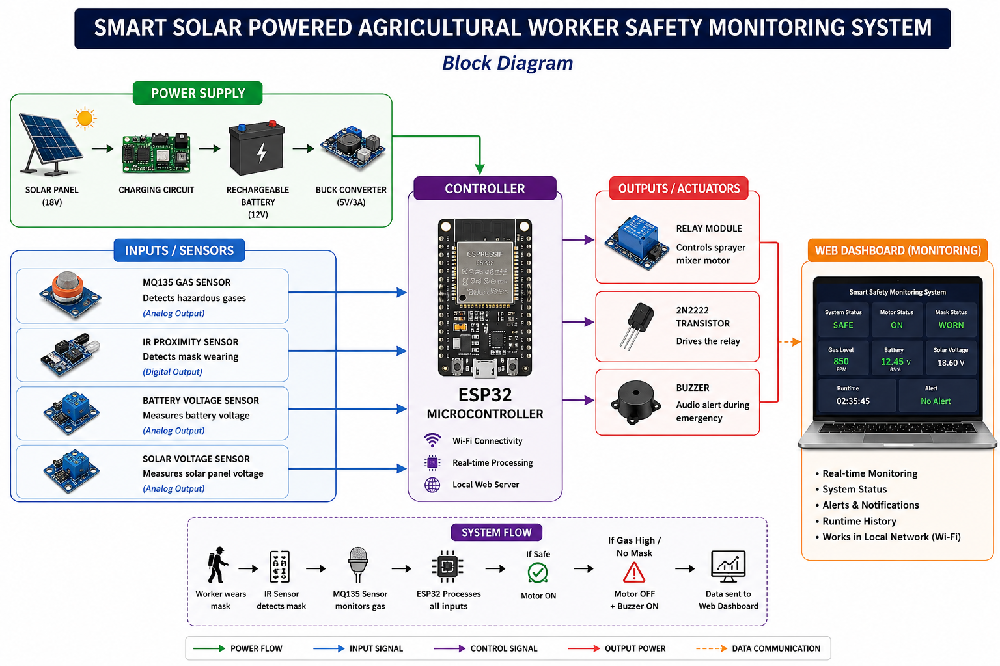 SMART SOLAR POWERED AGRICULTURAL WORKER SAFETY MONITORING SYSTEM
Block Diagram
POWER SUPPLY
SOLAR PANEL
(18V)
CHARGING CIRCUIT
RECHARGEABLE
BATTERY
(12V)
BUCK CONVERTER
(5V/3A)
INPUTS / SENSORS
MQ135 GAS SENSOR
Detects hazardous gases
(Analog Output)
IR PROXIMITY SENSOR
Detects mask wearing
(Digital Output)
BATTERY VOLTAGE SENSOR
Measures battery voltage
(Analog Output)
SOLAR VOLTAGE SENSOR
Measures solar panel voltage
(Analog Output)
CONTROLLER
ESPRESSIF
ESP32
ESP32
MICROCONTROLLER
Wi-Fi Connectivity
Real-time Processing
Local Web Server
OUTPUTS / ACTUATORS
RELAY MODULE
Controls sprayer
mixer motor
2N2222
TRANSISTOR
Drives the relay
BUZZER
Audio alert during
emergency
WEB DASHBOARD (MONITORING)
Smart Safety Monitoring System
System Status
SAFE
Motor Status
ON
Mask Status
WORN
Gas Level
850
PPM
Battery
12.45 V
85 %
Solar Voltage
18.60 V
Runtime
02:35:45
Alert
No Alert
• Real-time Monitoring
• System Status
• Alerts & Notifications
• Runtime History
• Works in Local Network (Wi-Fi)
SYSTEM FLOW
Worker wears
mask
IR Sensor
detects mask
MQ135 Sensor
monitors gas
ESP32 Processes
all inputs
If Safe
Motor ON
If Gas High /
No Mask
Motor OFF
+ Buzzer ON
Data sent to
Web Dashboard
POWER FLOW
INPUT SIGNAL
CONTROL SIGNAL
OUTPUT POWER
DATA COMMUNICATION